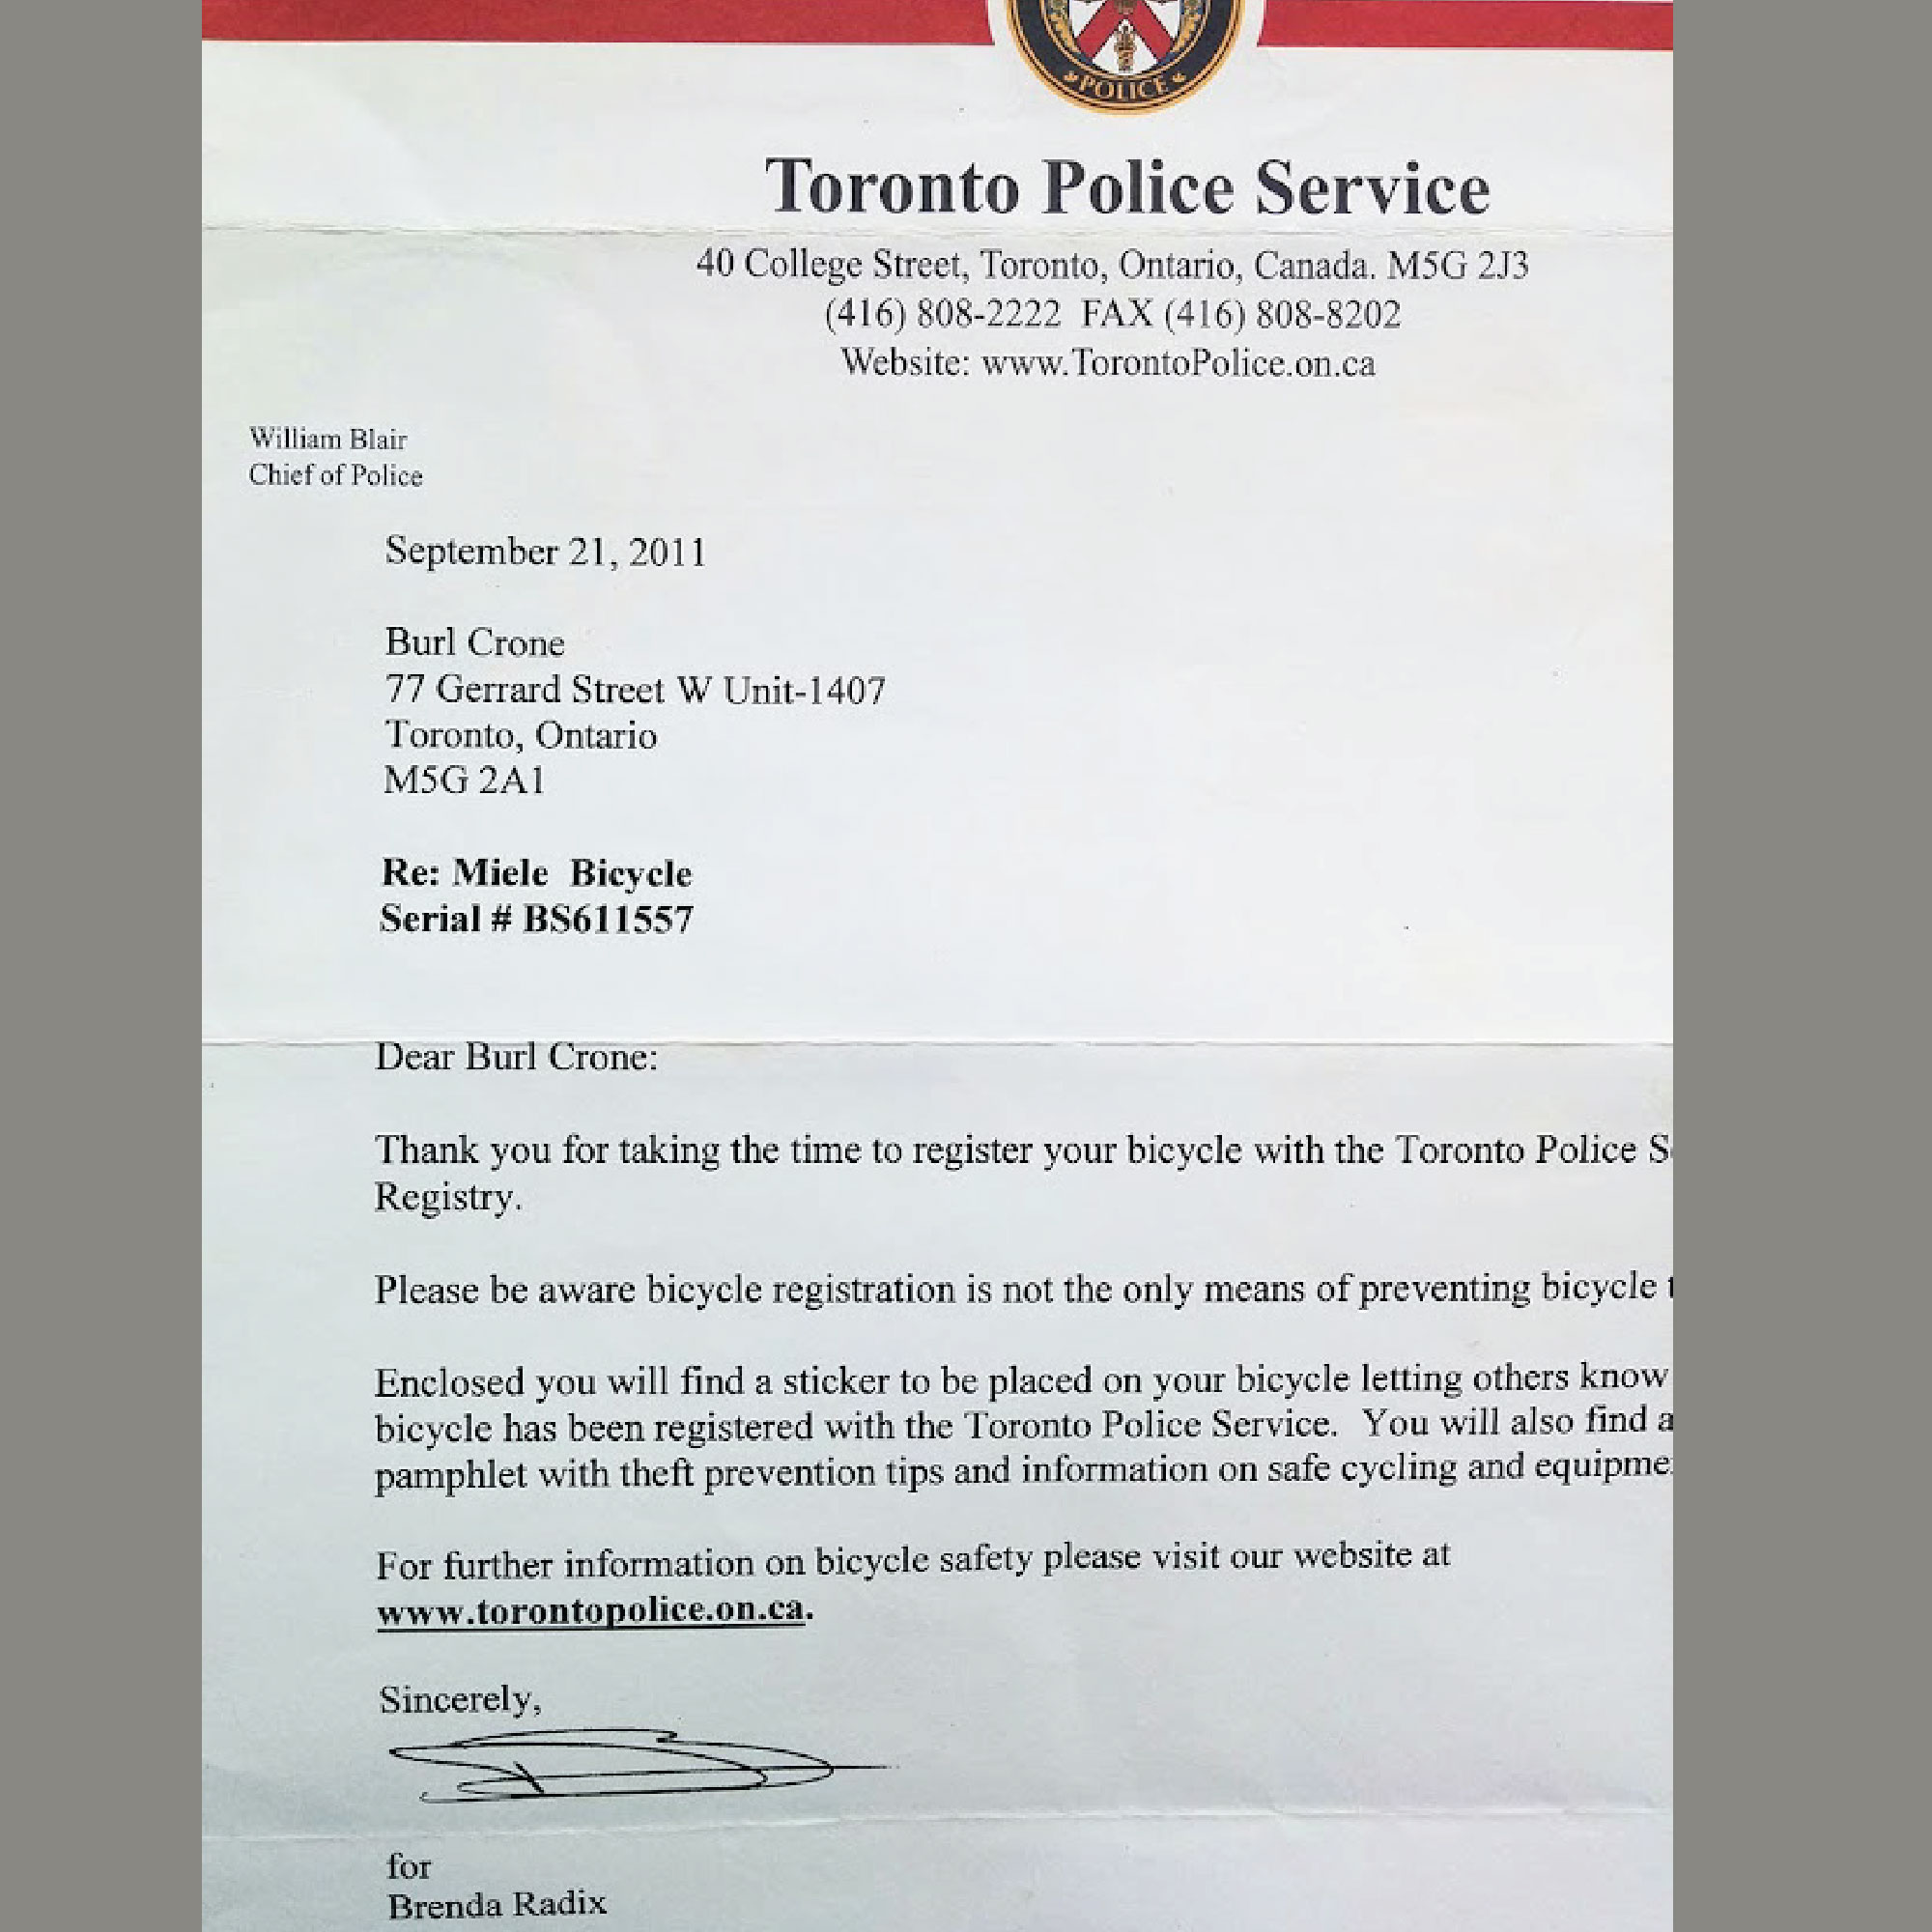 POLICE
Toronto Police Service
40 College Street, Toronto, Ontario, Canada. M5G 2J3
(416) 808-2222 FAX (416) 808-8202
Website: www.TorontoPolice.on.ca
William Blair
Chief of Police
September 21, 2011
Burl Crone
77 Gerrard Street W Unit-1407
Toronto, Ontario
M5G 2A1
Re: Miele Bicycle
Serial # BS611557
Dear Burl Crone:
Thank you for taking the time to register your bicycle with the Toronto Police
Registry.
Please be aware bicycle registration is not the only means of preventing bicycle
Enclosed you will find a sticker to be placed on your bicycle letting others know
bicycle has been registered with the Toronto Police Service. You will also find a
pamphlet with theft prevention tips and information on safe cycling and
For further information on bicycle safety please visit our website at
www.torontopolice.on.ca.
Sincerely,
for
Brenda Radix